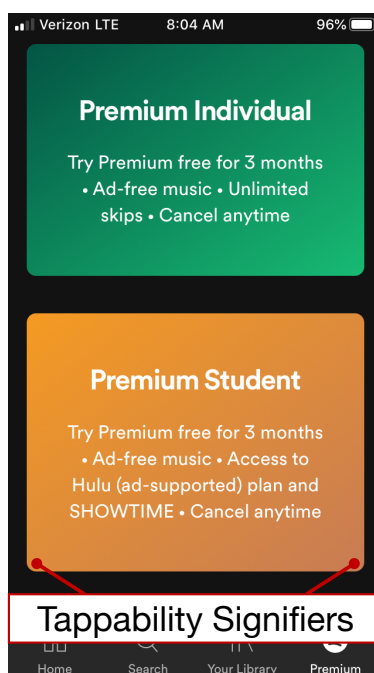 Verizon LTE 8:04 AM 96%
Premium Individual
Try Premium free for 3 months
• Ad-free music • Unlimited
skips • Cancel anytime
Premium Student
Try Premium free for 3 months
• Ad-free music • Access to
Hulu (ad-supported) plan and
SHOWTIME • Cancel anytime
Tappability Signifiers
Home Search Your Library Premium